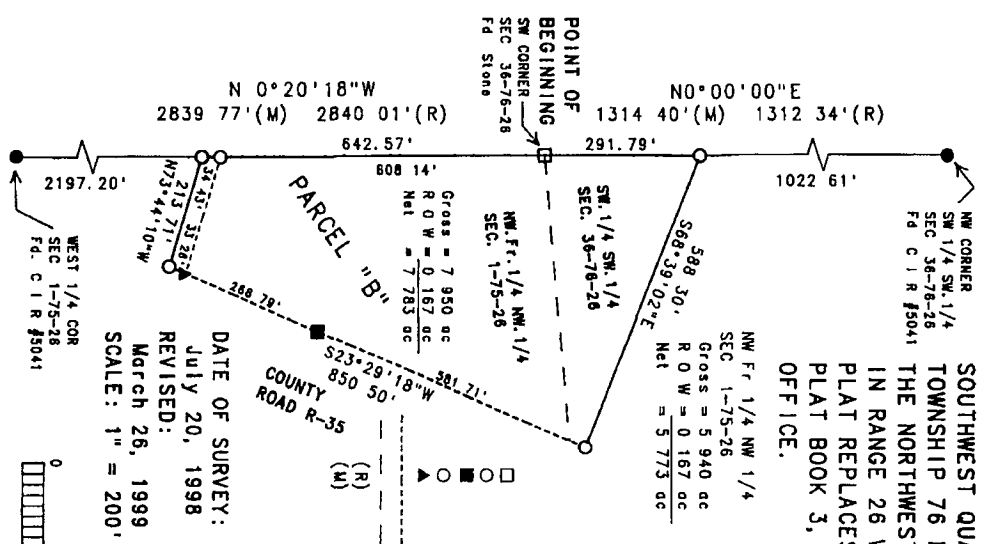 POINT OF
BEGINNING
SW CORNER
SEC 36-76-26
Fd Stone
N 0°20'18"W
2839 77'(M) 2840 01'(R)
N0°00'00"E
1314 40'(M) 1312 34'(R)
642.57'
608 14'
291.79'
2197.20'
1022 61'
NW CORNER
SW 1/4 SW.1/4
SEC 36-76-26
Fd C I R #5041
WEST 1/4 COR
SEC 1-75-26
Fd. C I R #5041
34 43'
213 71'
N73°44'10"W
PARCEL "B"
Gross = 7 950 ac
R O W = 0 167 ac
Net = 7 783 ac
SW.1/4 SW.1/4
SEC. 36-76-26
NW.Fr.1/4 NW.1/4
SEC. 1-75-26
588 30'
S68°39'02"E
NW Fr 1/4 NW 1/4
SEC 1-75-26
Gross = 5 940 ac
R O W = 0 167 ac
Net = 5 773 ac
268.79'
S23°29'18"W
850 50'
581.71'
COUNTY
ROAD R-35
DATE OF SURVEY:
July 20, 1998
REVISED:
March 26, 1999
SCALE: 1" = 200'
0
(R)
(M)
SOUTHWEST QUA
TOWNSHIP 76
THE NORTHWEST
IN RANGE 26
PLAT REPLACES
PLAT BOOK 3,
OFFICE.